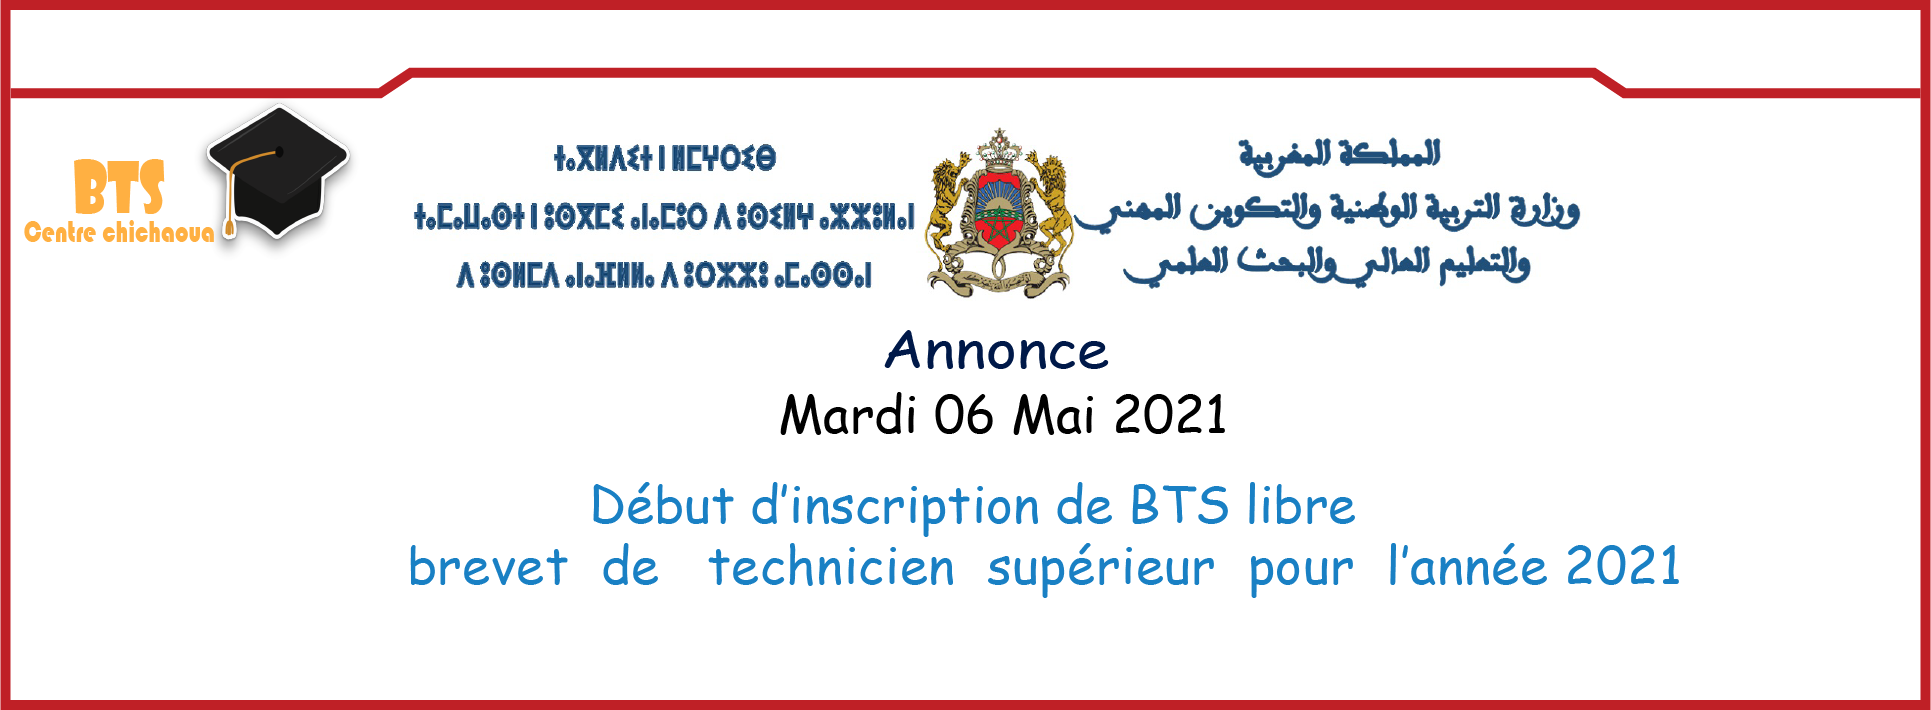 BTS
Centre chichaoua
ⵜⴰⴳⵍⴷⵉⵜ ⵏ ⵍⵎⵖⵔⵉⴱ
ⵜⴰⵎⴰⵡⴰⵙⵜ ⵏ ⵓⵙⴳⵎⵉ ⴰⵏⴰⵎⵓⵔ ⴷ ⵓⵙⵉⵍⵖ ⴰⵣⵣⵓⵍⴰⵏ
ⴷ ⵓⵙⵍⵎⴷ ⴰⵏⴰⴼⵍⵍⴰ ⴷ ⵓⵔⵣⵣⵓ ⴰⵎⴰⵙⵙⴰⵏ
المملكة المغربية
وزارة التربية الوطنية والتكوين المهني
والتعليم العالي والبحث العلمي
Annonce
Mardi 06 Mai 2021
Début d’inscription de BTS libre
brevet de technicien supérieur pour l’année 2021